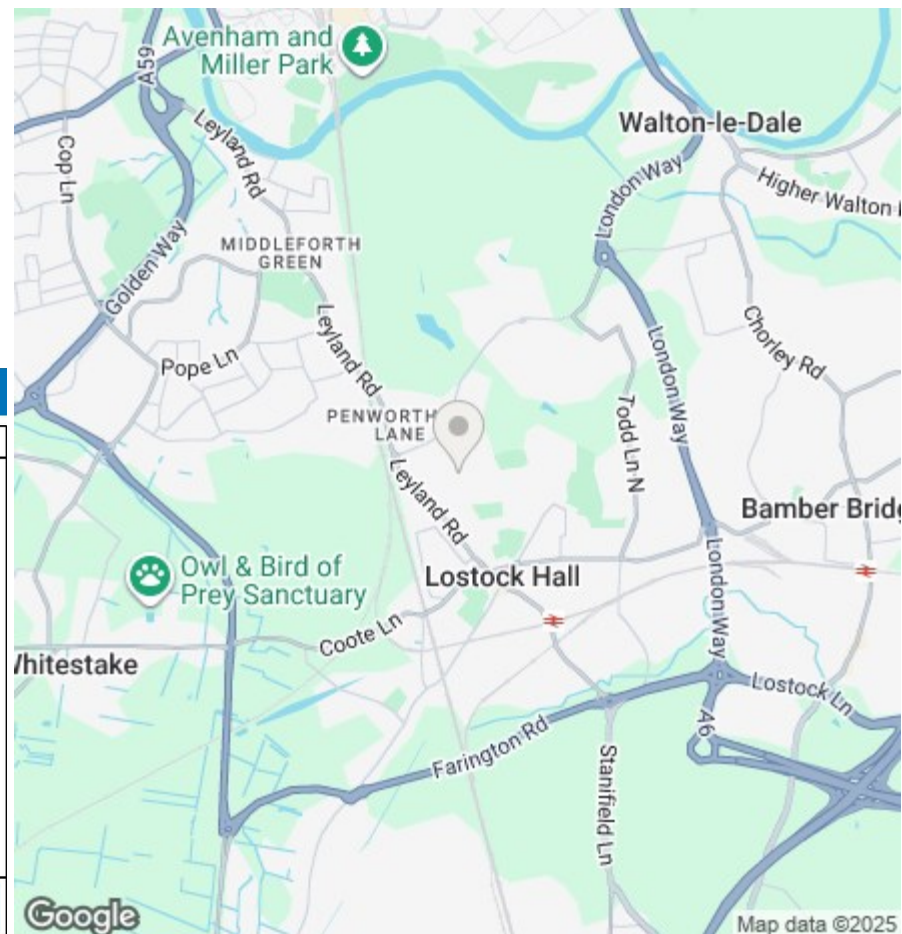 Avenham and
Miller Park
A59
Leyland Rd
Walton-le-Dale
Cop Ln
London Way
Higher Walton
MIDDLEFORTH
GREEN
Golden Way
Leyland Rd
London Way
Chorley Rd
Pope Ln
Todd Ln N
PENWORTH
LANE
Leyland Rd
Bamber Bridg
Owl & Bird of
Prey Sanctuary
Lostock Hall
London Way
Coote Ln
Whitestake
Lostock Ln
A6
Farington Rd
Stanifield Ln
Google
Map data ©2025